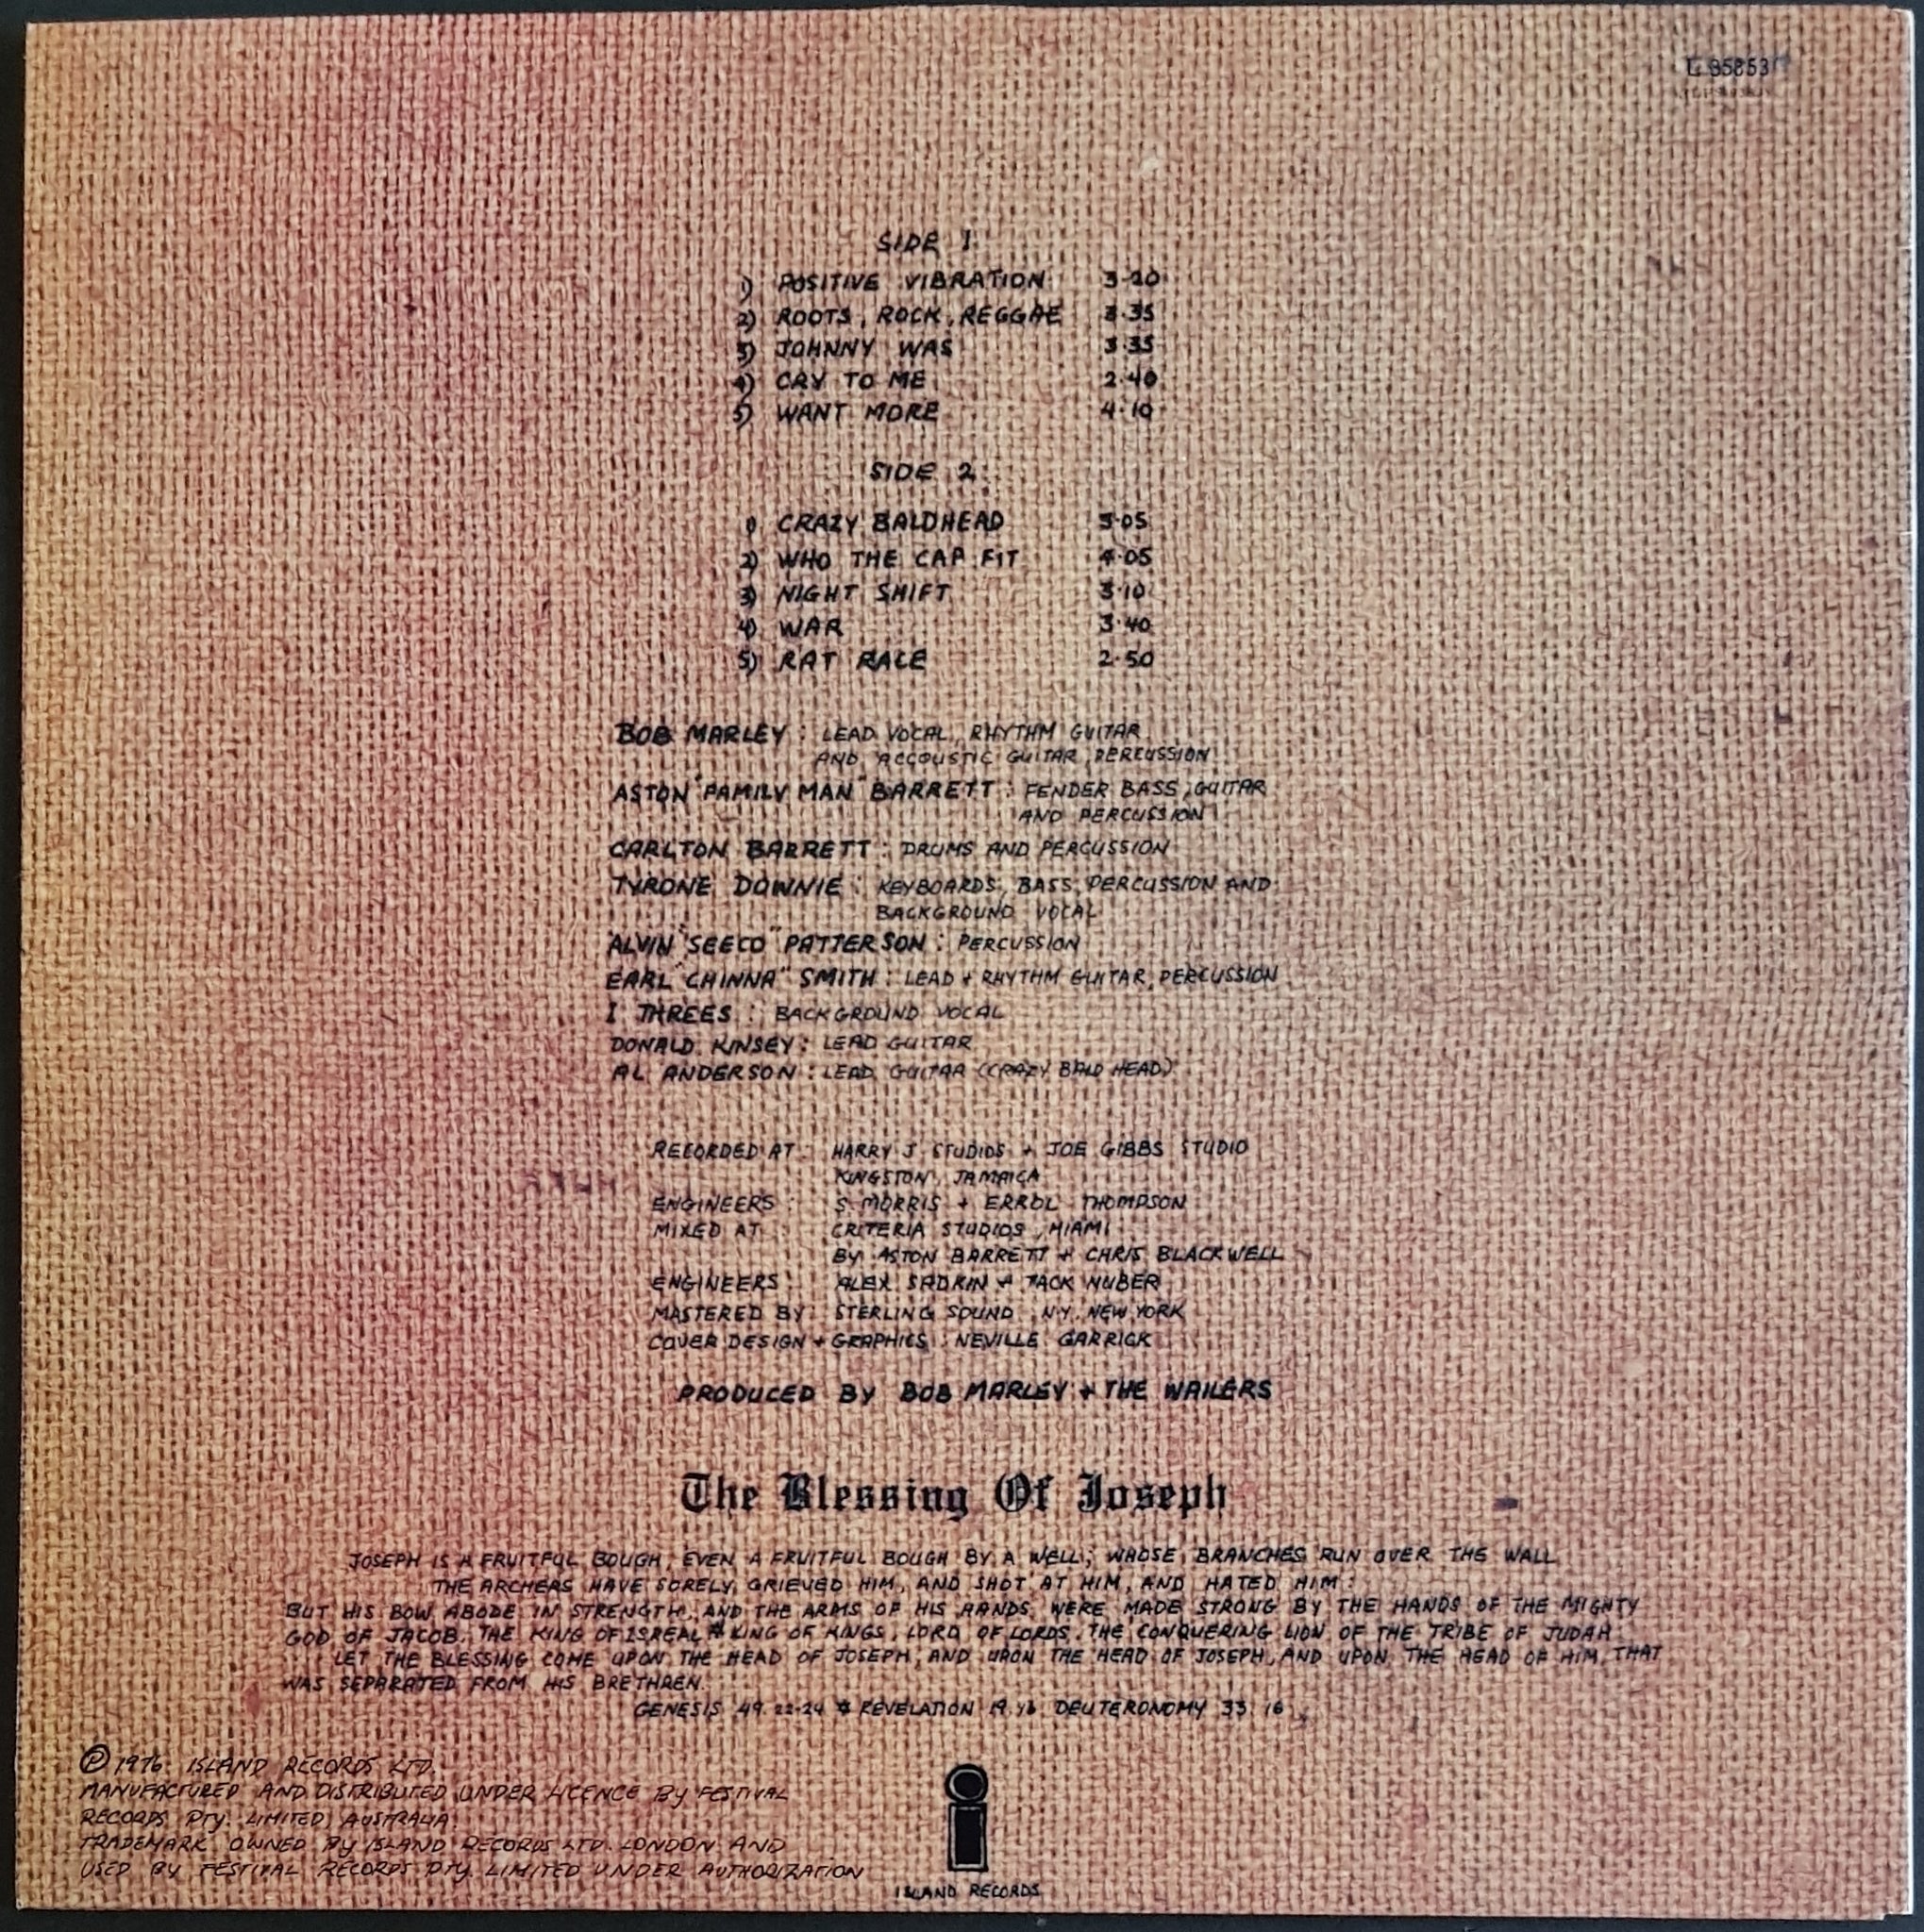 L 35853
SIDE 1
1) POSITIVE VIBRATION 3·20
2) ROOTS, ROCK, REGGAE 3·35
3) JOHNNY WAS 3·35
4) CRY TO ME 2·40
5) WANT MORE 4·10
SIDE 2
1) CRAZY BALDHEAD 3·05
2) WHO THE CAP FIT 4·05
3) NIGHT SHIFT 3·10
4) WAR 3·40
5) RAT RACE 2·50
BOB MARLEY : LEAD VOCAL, RHYTHM GUITAR
AND ACCOUSTIC GUITAR, PERCUSSION
ASTON "FAMILY MAN" BARRETT : FENDER BASS, GUITAR
AND PERCUSSION
CARLTON BARRETT : DRUMS AND PERCUSSION
TYRONE DOWNIE : KEYBOARDS, BASS, PERCUSSION AND
BACKGROUND VOCAL
ALVIN "SEECO" PATTERSON : PERCUSSION
EARL "CHINNA" SMITH : LEAD + RHYTHM GUITAR, PERCUSSION
I THREES : BACKGROUND VOCAL
DONALD KINSEY : LEAD GUITAR
AL ANDERSON : LEAD GUITAR (CRAZY BALD HEAD)
RECORDED AT : HARRY J STUDIOS + JOE GIBBS STUDIO
KINGSTON, JAMAICA
ENGINEERS : S. MORRIS + ERROL THOMPSON
MIXED AT : CRITERIA STUDIOS, MIAMI
BY ASTON BARRETT + CHRIS BLACKWELL
ENGINEERS : ALEX SADKIN + JACK NUBER
MASTERED BY : STERLING SOUND, N.Y. NEW YORK
COVER DESIGN + GRAPHICS : NEVILLE GARRICK
PRODUCED BY BOB MARLEY + THE WAILERS
The Blessing Of Joseph
JOSEPH IS A FRUITFUL BOUGH, EVEN A FRUITFUL BOUGH BY A WELL; WHOSE BRANCHES RUN OVER THE WALL
THE ARCHERS HAVE SORELY GRIEVED HIM, AND SHOT AT HIM, AND HATED HIM:
BUT HIS BOW ABODE IN STRENGTH, AND THE ARMS OF HIS HANDS WERE MADE STRONG BY THE HANDS OF THE MIGHTY
GOD OF JACOB. THE KING OF ISREAL * KING OF KINGS, LORD OF LORDS. THE CONQUERING LION OF THE TRIBE OF JUDAH
LET THE BLESSING COME UPON THE HEAD OF JOSEPH, AND UPON THE HEAD OF JOSEPH, AND UPON THE HEAD OF HIM THAT
WAS SEPARATED FROM HIS BRETHREN.
GENESIS 49. 22-24 * REVELATION 19. 16 DEUTERONOMY 33. 16
Ⓟ 1976 ISLAND RECORDS LTD.
MANUFACTURED AND DISTRIBUTED UNDER LICENCE BY FESTIVAL
RECORDS Pty. LIMITED, AUSTRALIA.
TRADEMARK OWNED BY ISLAND RECORDS LTD. LONDON AND
USED BY FESTIVAL RECORDS Pty. LIMITED UNDER AUTHORIZATION
ISLAND RECORDS